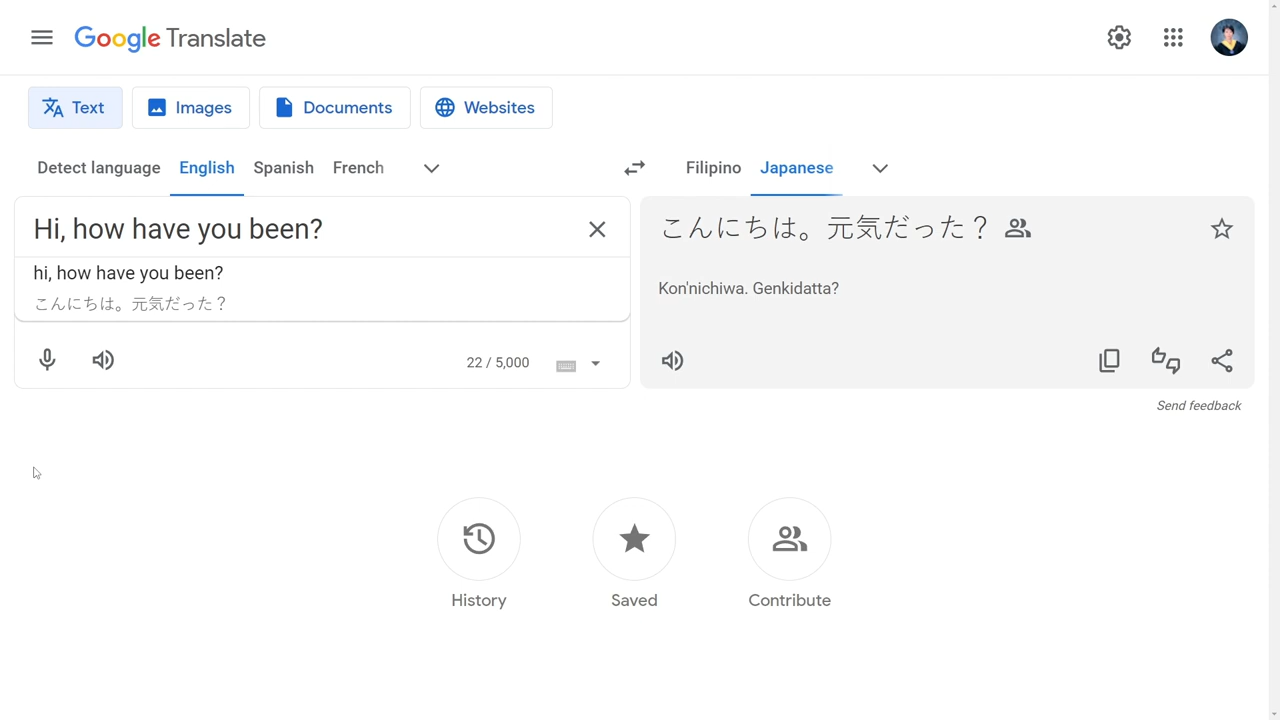 Google Translate
Text Images Documents Websites
Detect language English Spanish French Filipino Japanese
Hi, how have you been?
hi, how have you been?
こんにちは。元気だった？
22 / 5,000
こんにちは。元気だった？
Kon'nichiwa. Genkidatta?
Send feedback
History Saved Contribute